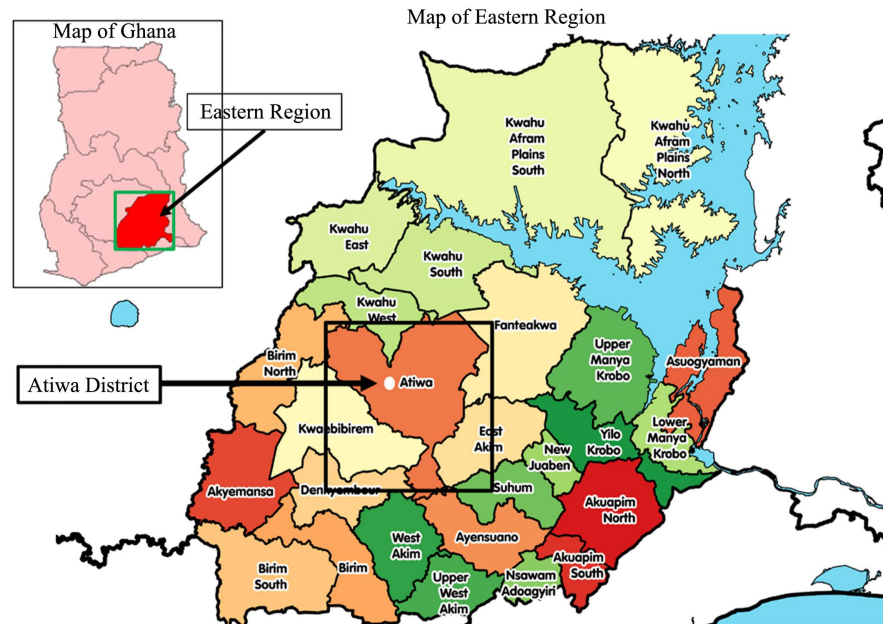 Map of Ghana
Map of Eastern Region
Eastern Region
Kwahu
Afram
Plains
South
Kwahu
Afram
Plains
North
Kwahu
East
Kwahu
South
Kwahu
West
Fanteakwa
Birim
North
Upper
Manya
Krobo
Asuogyaman
Atiwa District
Atiwa
Kwaebibirem
East
Akim
Yilo
Krobo
Lower
Manya
Krobo
New
Juaben
Akyemansa
Denkyembour
Suhum
Akuapim
North
West
Akim
Ayensuano
Akuapim
South
Birim
South
Birim
Upper
West
Akim
Nsawam
Adoagyiri